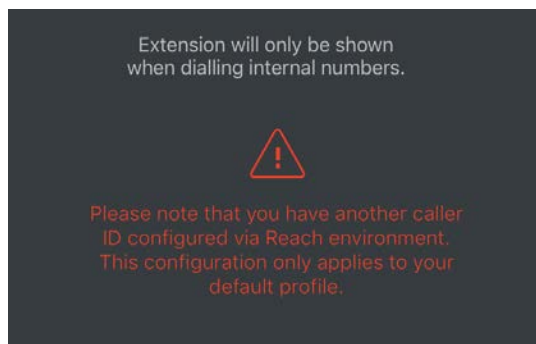 Extension will only be shown
when dialling internal numbers.
Please note that you have another caller
ID configured via Reach environment.
This configuration only applies to your
default profile.